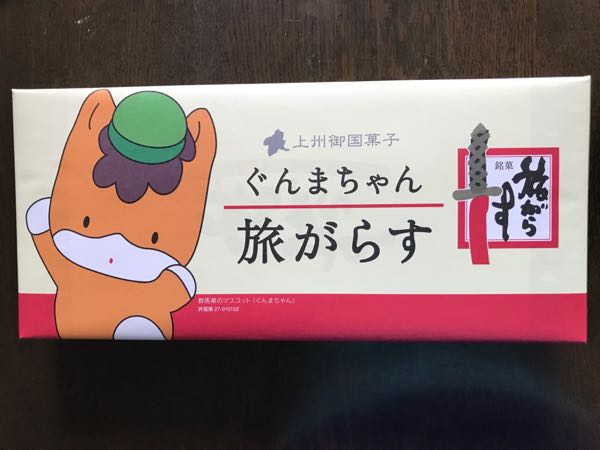 上州御国菓子
ぐんまちゃん
旅がらす
銘菓
旅がらす
群馬県のマスコット「ぐんまちゃん」
許諾第 27-010152